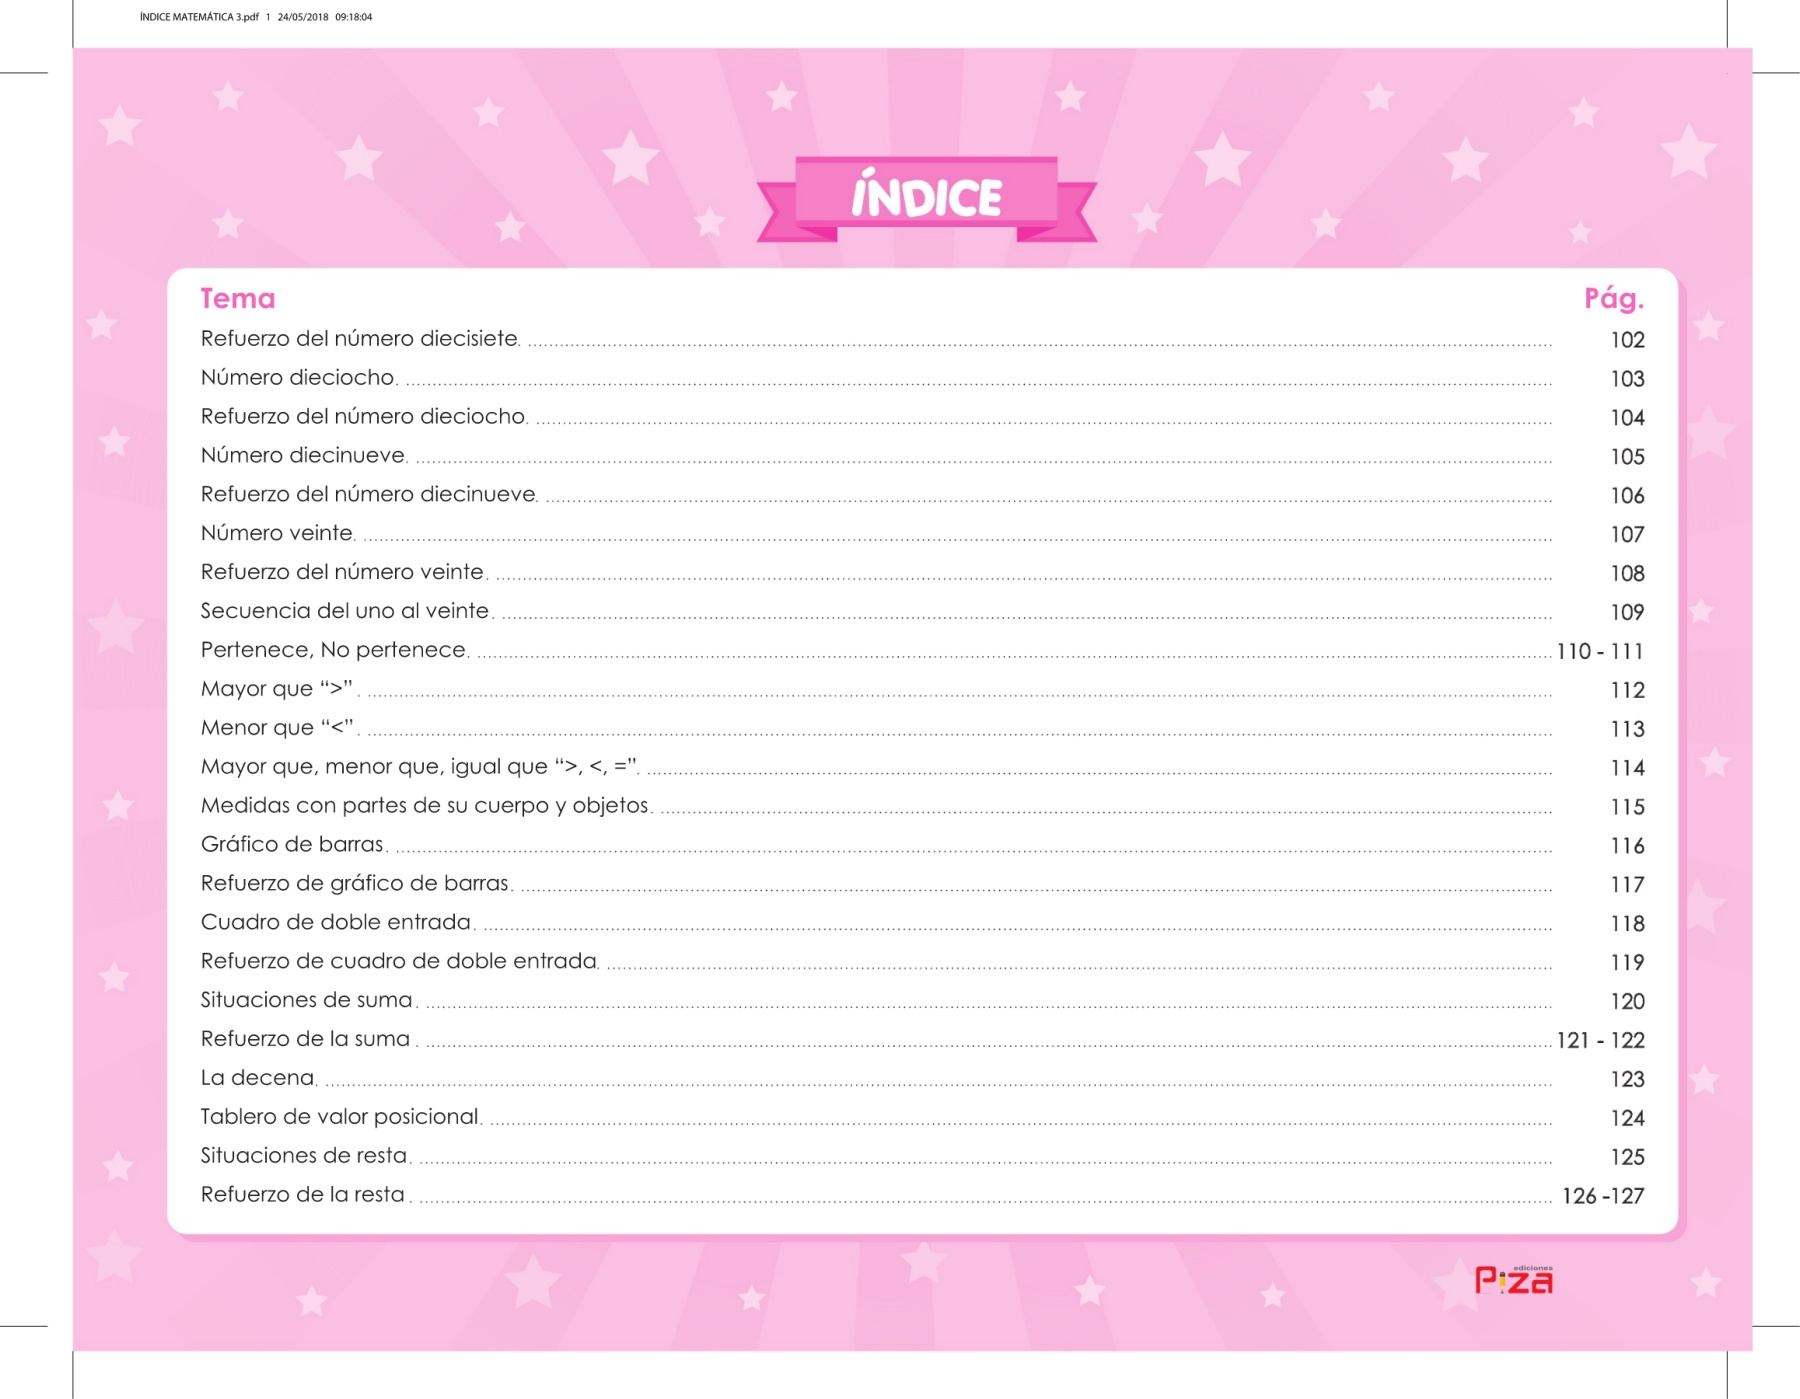 ÍNDICE MATEMÁTICA 3.pdf 1 24/05/2018 09:18:04
ÍNDICE
Tema Pág.
Refuerzo del número diecisiete. 102
Número dieciocho. 103
Refuerzo del número dieciocho. 104
Número diecinueve. 105
Refuerzo del número diecinueve. 106
Número veinte. 107
Refuerzo del número veinte. 108
Secuencia del uno al veinte. 109
Pertenece, No pertenece. 110 - 111
Mayor que “>”. 112
Menor que “<”. 113
Mayor que, menor que, igual que “>, <, =”. 114
Medidas con partes de su cuerpo y objetos. 115
Gráfico de barras. 116
Refuerzo de gráfico de barras. 117
Cuadro de doble entrada. 118
Refuerzo de cuadro de doble entrada. 119
Situaciones de suma. 120
Refuerzo de la suma. 121 - 122
La decena. 123
Tablero de valor posicional. 124
Situaciones de resta. 125
Refuerzo de la resta. 126 -127
ediciones
Piza